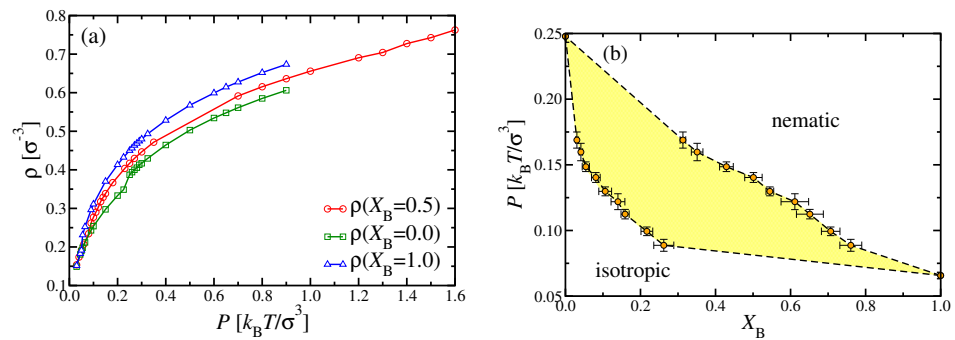 (a)
0.8
0.7
0.6
0.5
0.4
0.3
0.2
0.1
ρ [σ⁻³]
ρ(X_B=0.5)
ρ(X_B=0.0)
ρ(X_B=1.0)
0.0 0.2 0.4 0.6 0.8 1.0 1.2 1.4 1.6
P [k_BT/σ³]
(b)
0.25
0.20
0.15
0.10
0.05
P [k_BT/σ³]
nematic
isotropic
0.0 0.2 0.4 0.6 0.8 1.0
X_B